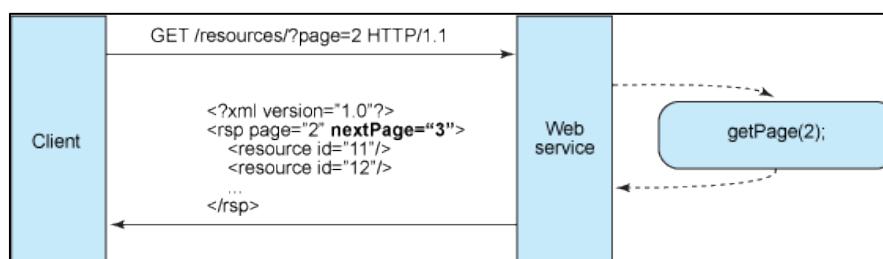 GET /resources/?page=2 HTTP/1.1
<?xml version="1.0"?>
<rsp page="2" nextPage=“3”>
<resource id="11"/>
<resource id="12"/>
...
</rsp>
Client
Web
service
getPage(2);